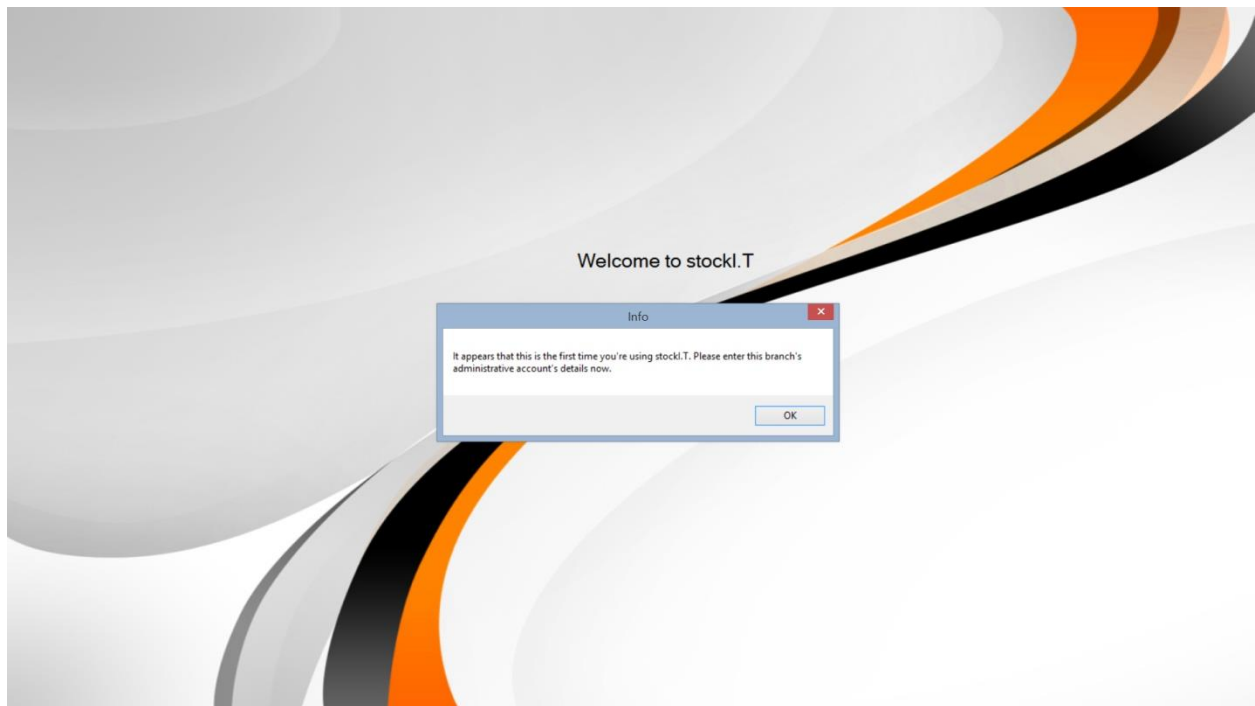 Welcome to stockI.T
Info
It appears that this is the first time you're using stockI.T. Please enter this branch's
administrative account's details now.
OK